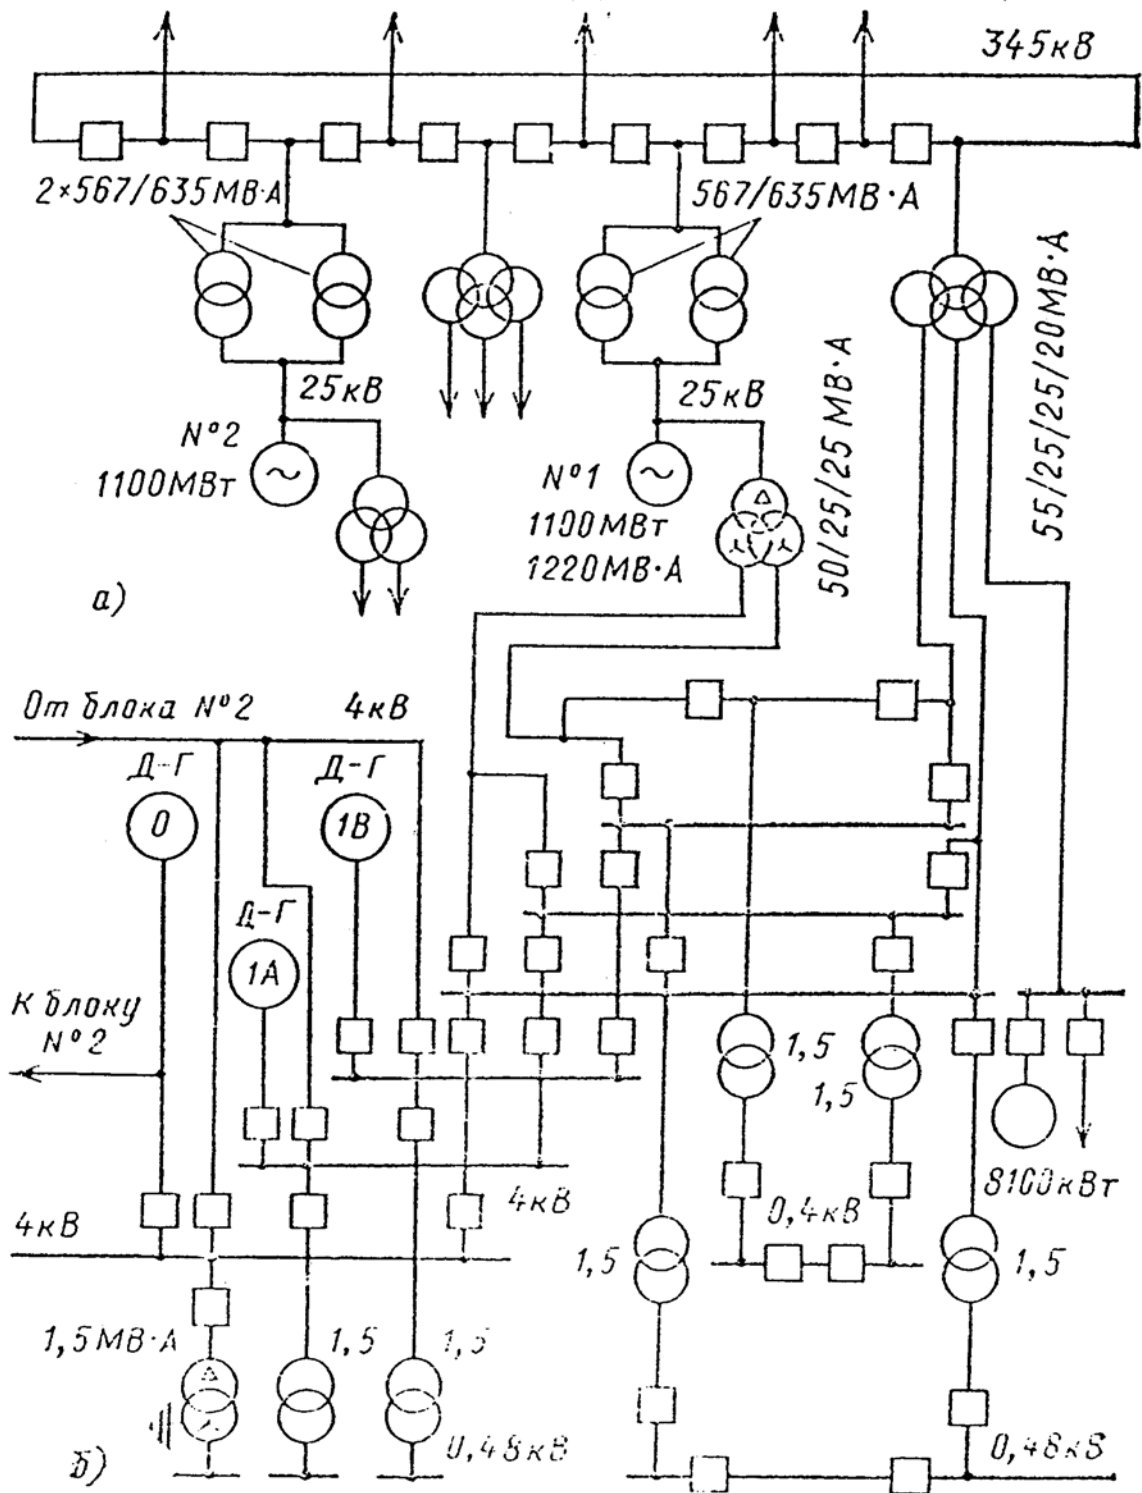 345кВ
2×567/635МВ·А
567/635МВ·А
55/25/25/20МВ·А
50/25/25 МВ·А
25кВ
25кВ
№2
1100МВт
№1
1100МВт
1220МВ·А
Δ
а)
От блока №2
4кВ
Д-Г
0
Д-Г
1В
Д-Г
1А
К блоку
№2
1,5
1,5
8100кВт
4кВ
4кВ
0,4кВ
1,5
1,5
1,5МВ·А
1,5
1,5
Δ
0,48кВ
0,48кВ
б)